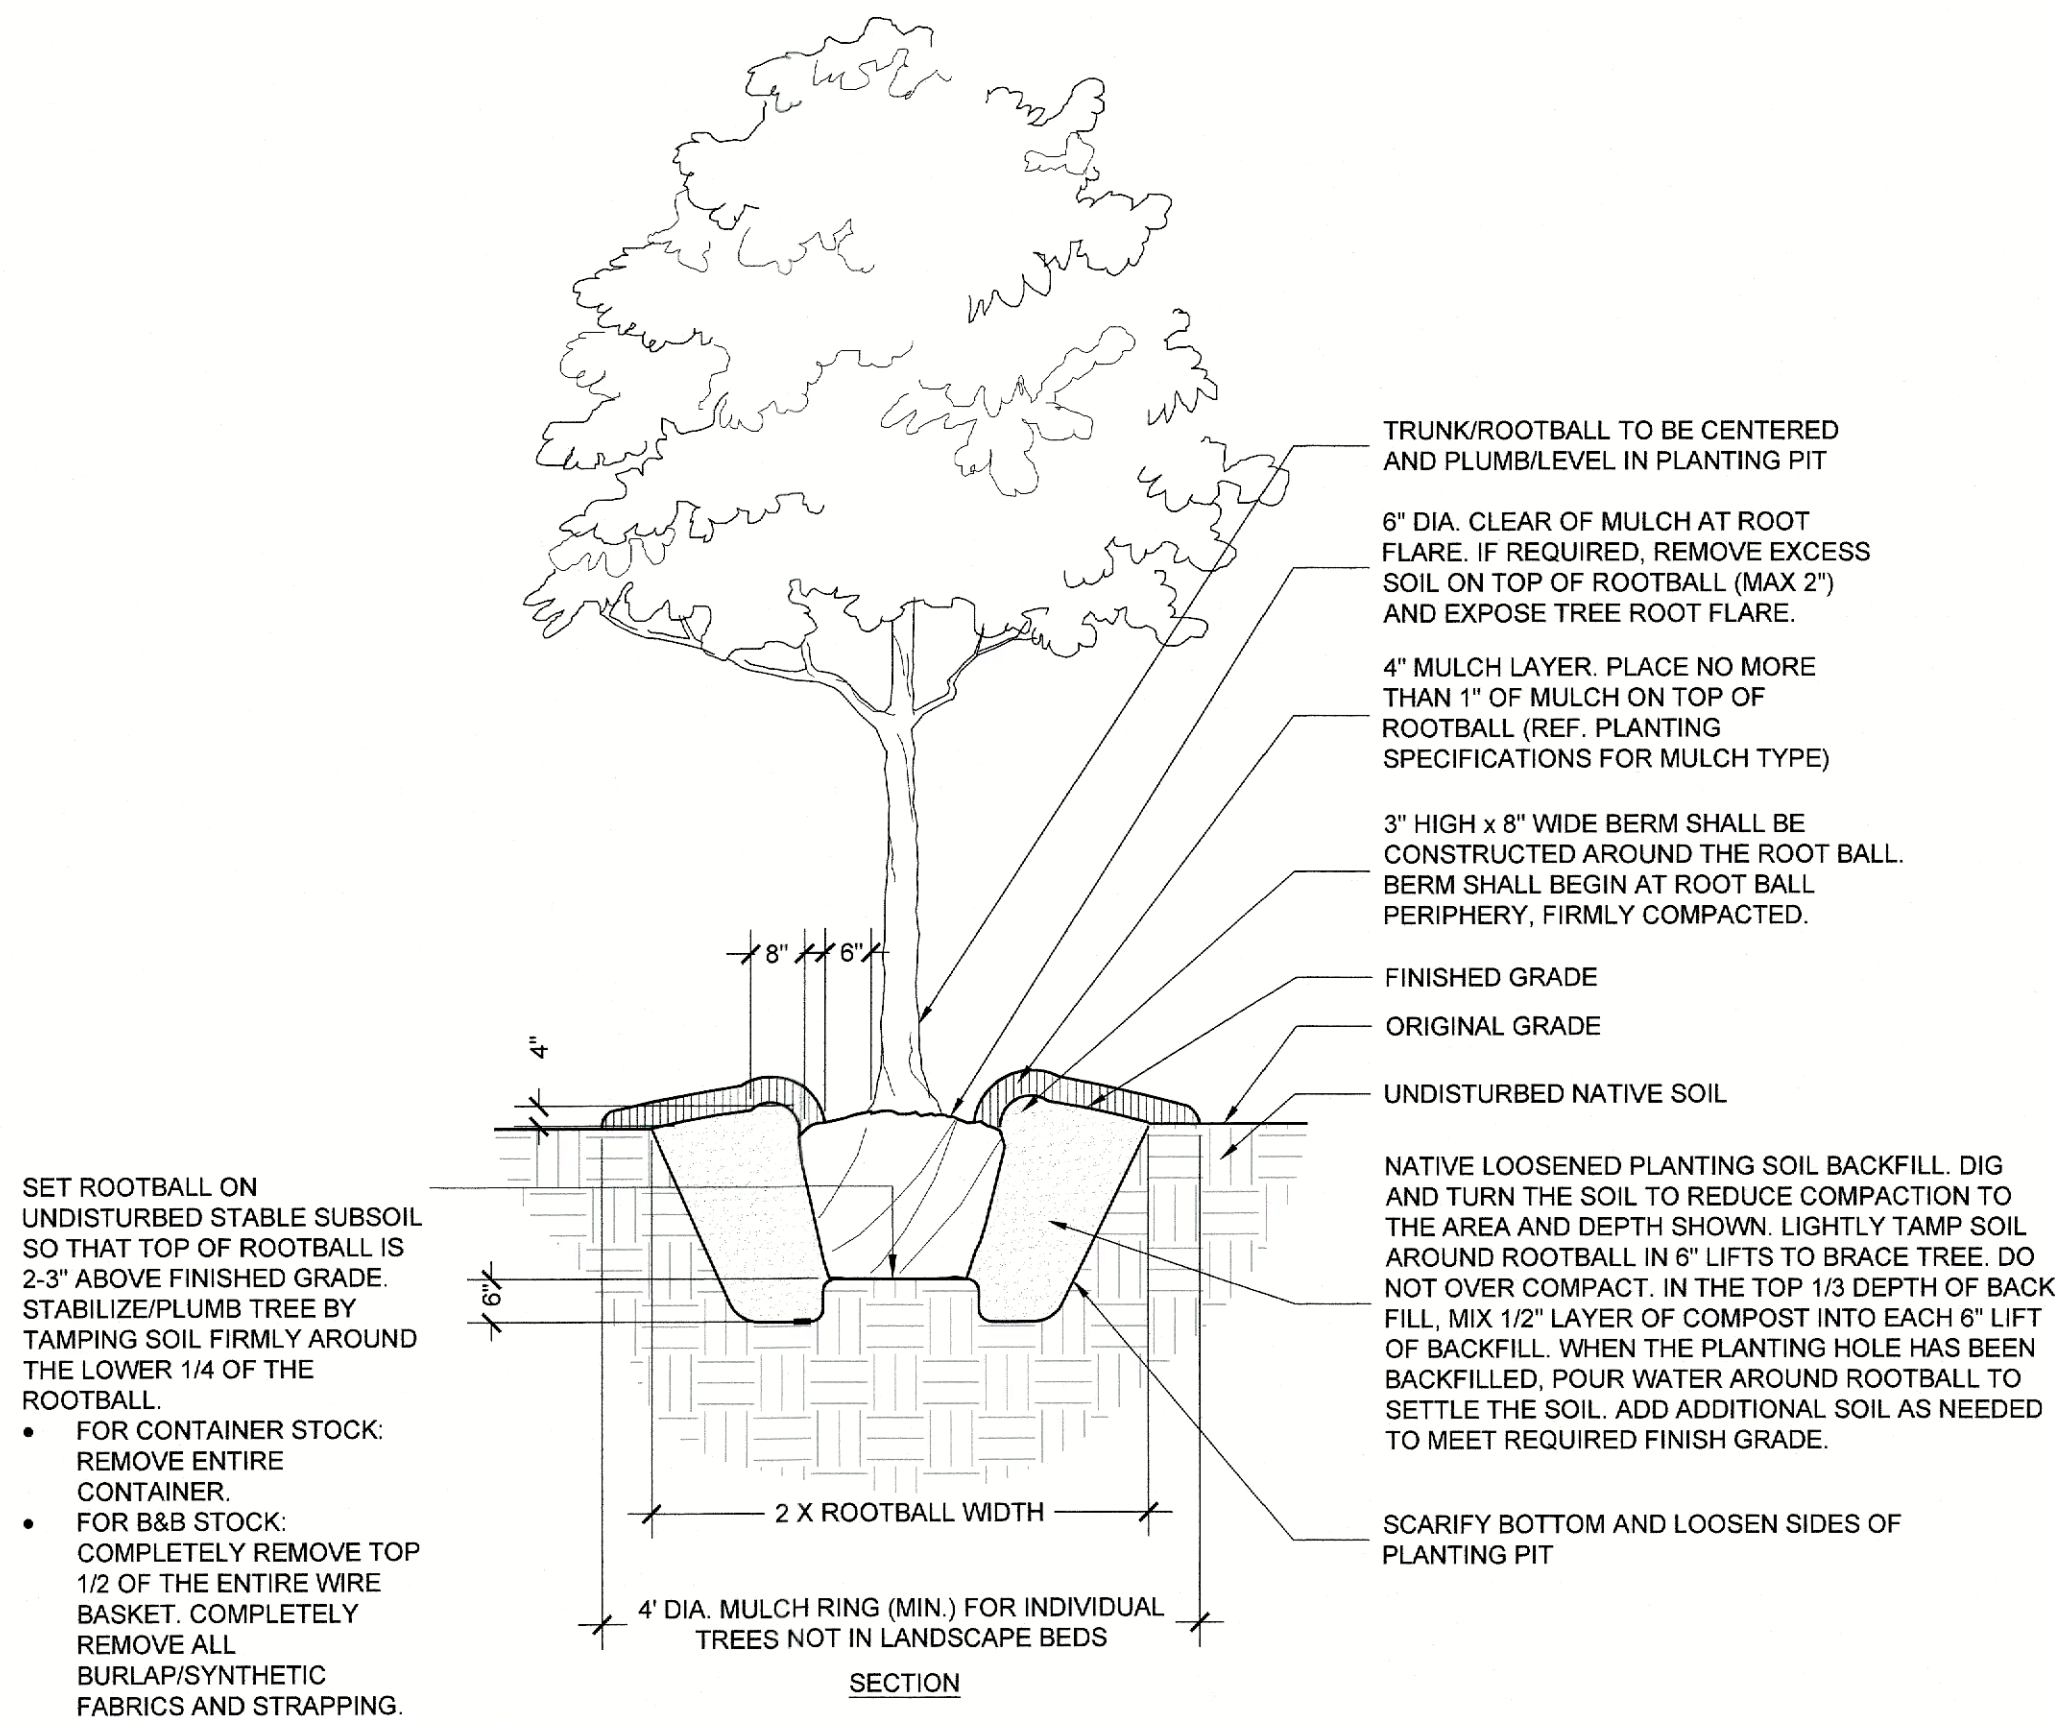 TRUNK/ROOTBALL TO BE CENTERED
AND PLUMB/LEVEL IN PLANTING PIT
6" DIA. CLEAR OF MULCH AT ROOT
FLARE. IF REQUIRED, REMOVE EXCESS
SOIL ON TOP OF ROOTBALL (MAX 2")
AND EXPOSE TREE ROOT FLARE.
4" MULCH LAYER. PLACE NO MORE
THAN 1" OF MULCH ON TOP OF
ROOTBALL (REF. PLANTING
SPECIFICATIONS FOR MULCH TYPE)
3" HIGH x 8" WIDE BERM SHALL BE
CONSTRUCTED AROUND THE ROOT BALL.
BERM SHALL BEGIN AT ROOT BALL
PERIPHERY, FIRMLY COMPACTED.
8" 6"
FINISHED GRADE
ORIGINAL GRADE
4"
UNDISTURBED NATIVE SOIL
NATIVE LOOSENED PLANTING SOIL BACKFILL. DIG
AND TURN THE SOIL TO REDUCE COMPACTION TO
THE AREA AND DEPTH SHOWN. LIGHTLY TAMP SOIL
AROUND ROOTBALL IN 6" LIFTS TO BRACE TREE. DO
NOT OVER COMPACT. IN THE TOP 1/3 DEPTH OF BACK
FILL, MIX 1/2" LAYER OF COMPOST INTO EACH 6" LIFT
OF BACKFILL. WHEN THE PLANTING HOLE HAS BEEN
BACKFILLED, POUR WATER AROUND ROOTBALL TO
SETTLE THE SOIL. ADD ADDITIONAL SOIL AS NEEDED
TO MEET REQUIRED FINISH GRADE.
SET ROOTBALL ON
UNDISTURBED STABLE SUBSOIL
SO THAT TOP OF ROOTBALL IS
2-3" ABOVE FINISHED GRADE.
STABILIZE/PLUMB TREE BY
TAMPING SOIL FIRMLY AROUND
THE LOWER 1/4 OF THE
ROOTBALL.
• FOR CONTAINER STOCK:
REMOVE ENTIRE
CONTAINER.
• FOR B&B STOCK:
COMPLETELY REMOVE TOP
1/2 OF THE ENTIRE WIRE
BASKET. COMPLETELY
REMOVE ALL
BURLAP/SYNTHETIC
FABRICS AND STRAPPING.
6"
2 X ROOTBALL WIDTH
SCARIFY BOTTOM AND LOOSEN SIDES OF
PLANTING PIT
4' DIA. MULCH RING (MIN.) FOR INDIVIDUAL
TREES NOT IN LANDSCAPE BEDS
SECTION